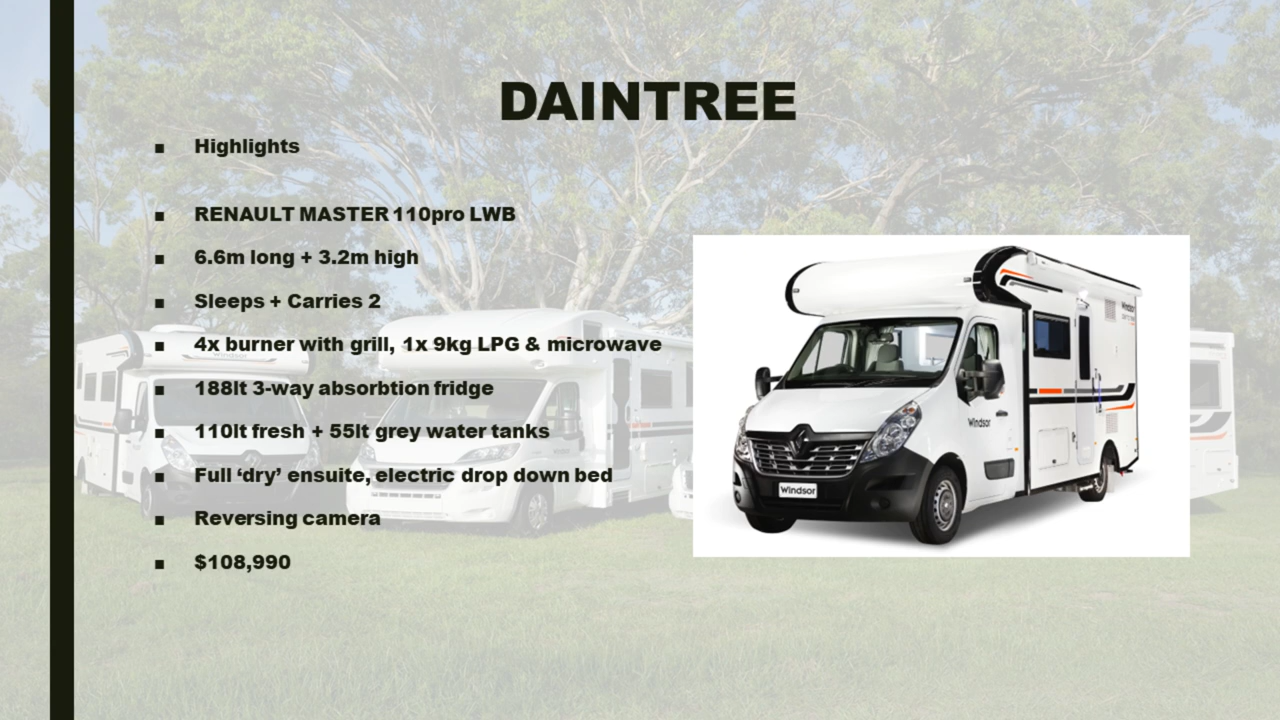 DAINTREE
▪ Highlights
▪ RENAULT MASTER 110pro LWB
▪ 6.6m long + 3.2m high
▪ Sleeps + Carries 2
▪ 4x burner with grill, 1x 9kg LPG & microwave
▪ 188lt 3-way absorbtion fridge
▪ 110lt fresh + 55lt grey water tanks
▪ Full ‘dry’ ensuite, electric drop down bed
▪ Reversing camera
▪ $108,990
Windsor
Windsor
Windsor
Windsor